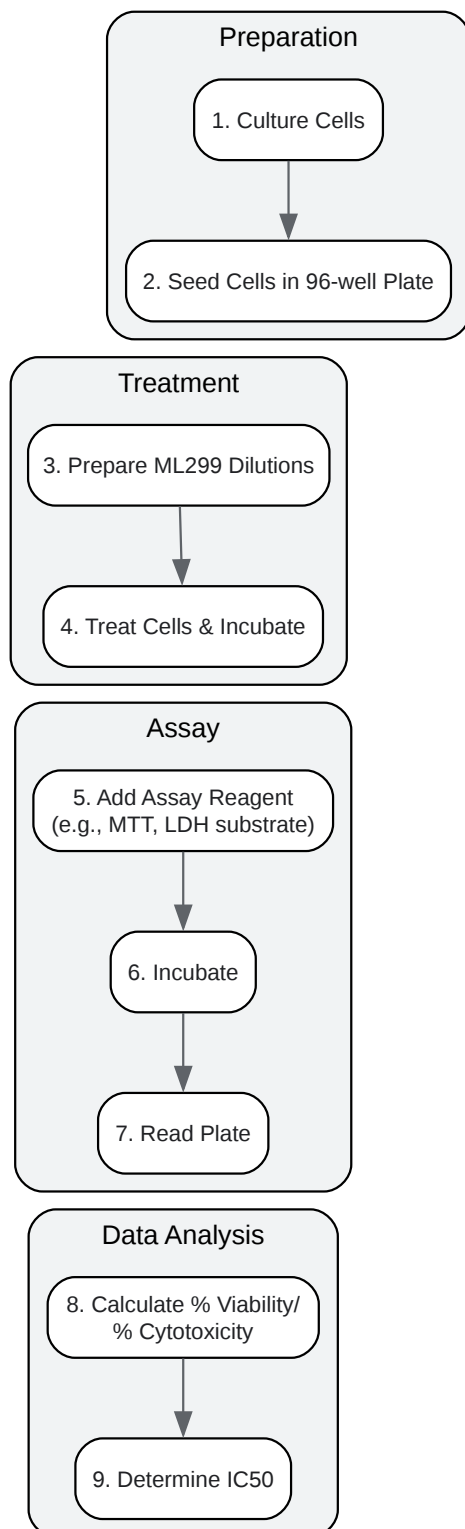 Preparation
1. Culture Cells
2. Seed Cells in 96-well Plate
Treatment
3. Prepare ML299 Dilutions
4. Treat Cells & Incubate
Assay
5. Add Assay Reagent
(e.g., MTT, LDH substrate)
6. Incubate
7. Read Plate
Data Analysis
8. Calculate % Viability/
% Cytotoxicity
9. Determine IC50